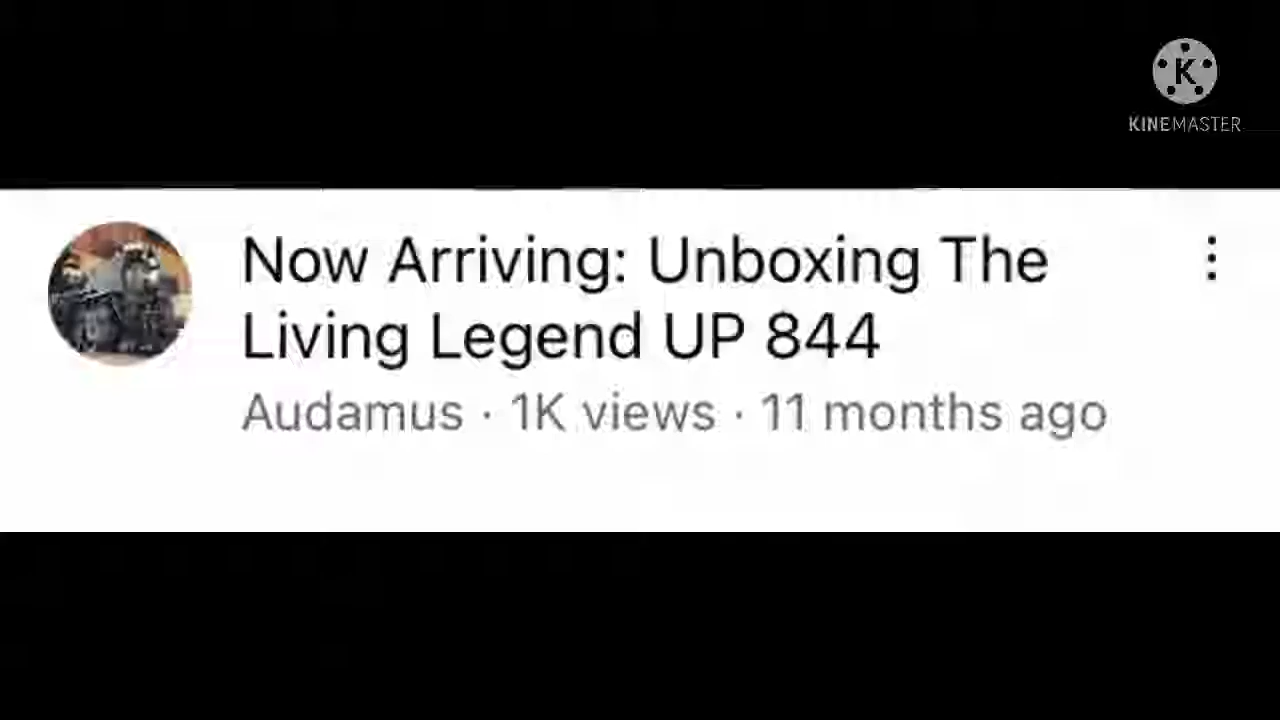 K
KINEMASTER
Now Arriving: Unboxing The
Living Legend UP 844
Audamus · 1K views · 11 months ago